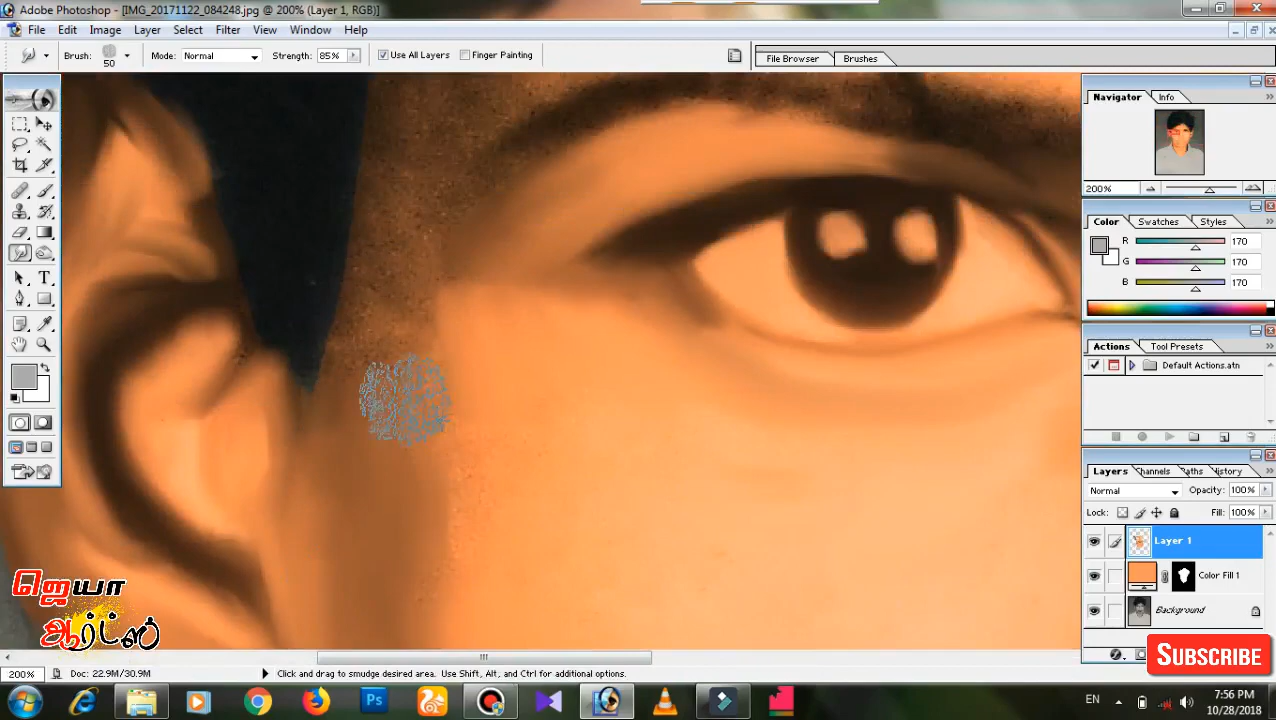 Adobe Photoshop - [IMG_20171122_084248.jpg @ 200% (Layer 1, RGB)]
File Edit Image Layer Select Filter View Window Help
Brush: 50 Mode: Normal Strength: 85% Use All Layers Finger Painting File Browser Brushes
Navigator Info
200%
Color Swatches Styles
R 170
G 170
B 170
Actions Tool Presets
Default Actions.atn
Layers Channels Paths History
Normal Opacity: 100%
Lock: Fill: 100%
Layer 1
Color Fill 1
Background
ஜெயா
ஆர்ட்ஸ்
SUBSCRIBE
200% Doc: 22.9M/30.9M Click and drag to smudge desired area. Use Shift, Alt, and Ctrl for additional options.
Ps EN 7:56 PM
10/28/2018